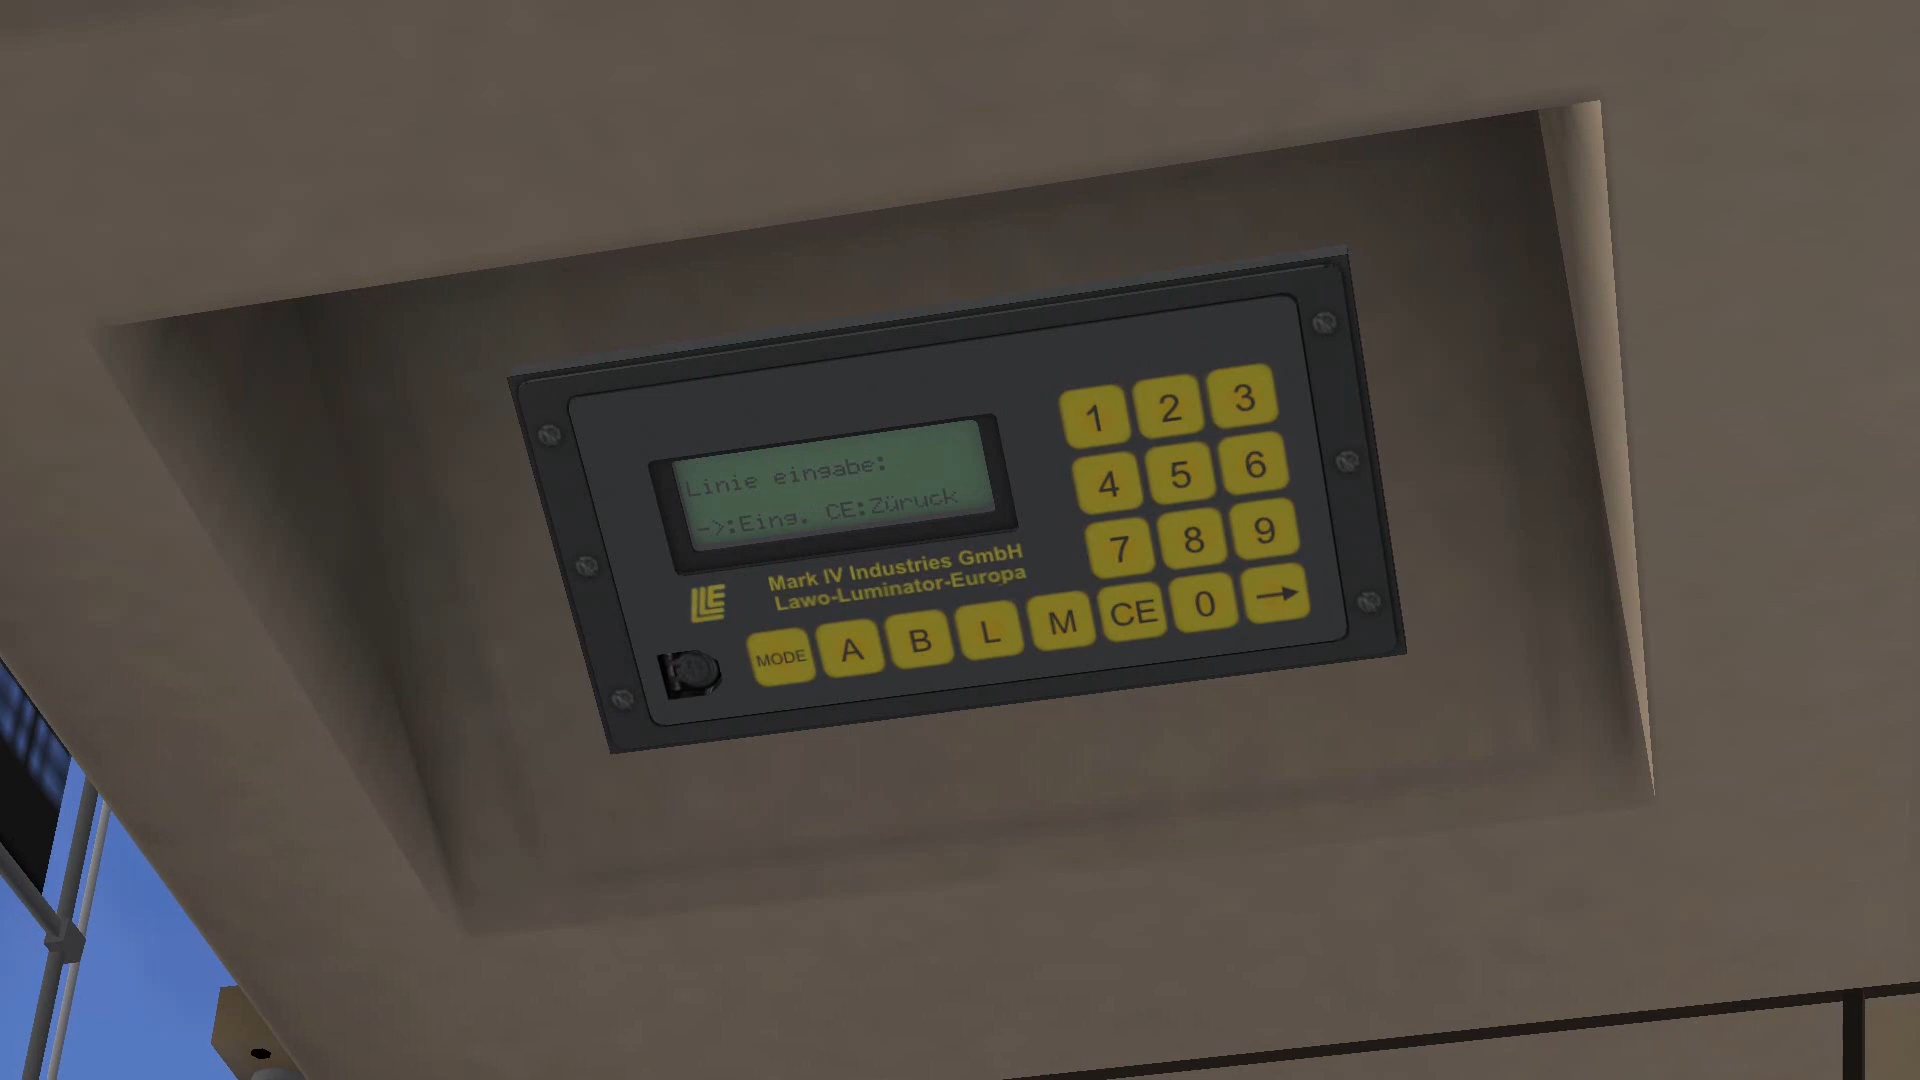 Linie eingabe:
->:Eing. CE:Züruck
Mark IV Industries GmbH
Lawo-Luminator-Europa
LLE
1 2 3
4 5 6
7 8 9
MODE A B L M CE 0 →